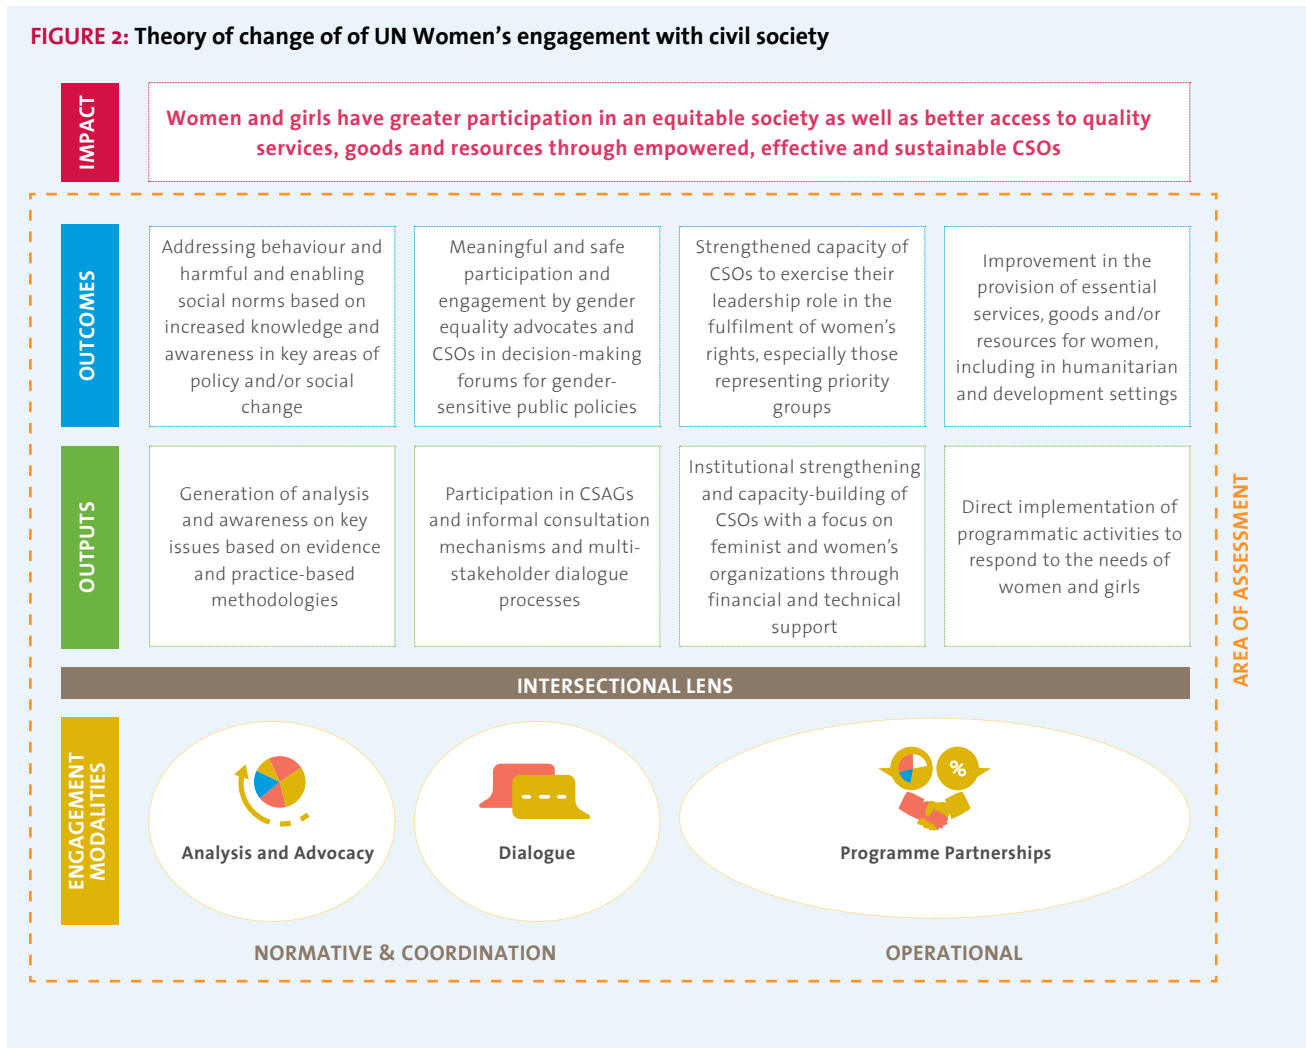 FIGURE 2: Theory of change of of UN Women’s engagement with civil society
IMPACT
Women and girls have greater participation in an equitable society as well as better access to quality
services, goods and resources through empowered, effective and sustainable CSOs
OUTCOMES
Addressing behaviour and
harmful and enabling
social norms based on
increased knowledge and
awareness in key areas of
policy and/or social
change
Meaningful and safe
participation and
engagement by gender
equality advocates and
CSOs in decision-making
forums for gender-
sensitive public policies
Strengthened capacity of
CSOs to exercise their
leadership role in the
fulfilment of women’s
rights, especially those
representing priority
groups
Improvement in the
provision of essential
services, goods and/or
resources for women,
including in humanitarian
and development settings
OUTPUTS
Generation of analysis
and awareness on key
issues based on evidence
and practice-based
methodologies
Participation in CSAGs
and informal consultation
mechanisms and multi-
stakeholder dialogue
processes
Institutional strengthening
and capacity-building of
CSOs with a focus on
feminist and women’s
organizations through
financial and technical
support
Direct implementation of
programmatic activities to
respond to the needs of
women and girls
AREA OF ASSESSMENT
INTERSECTIONAL LENS
ENGAGEMENT
MODALITIES
Analysis and Advocacy
Dialogue
%
Programme Partnerships
NORMATIVE & COORDINATION
OPERATIONAL